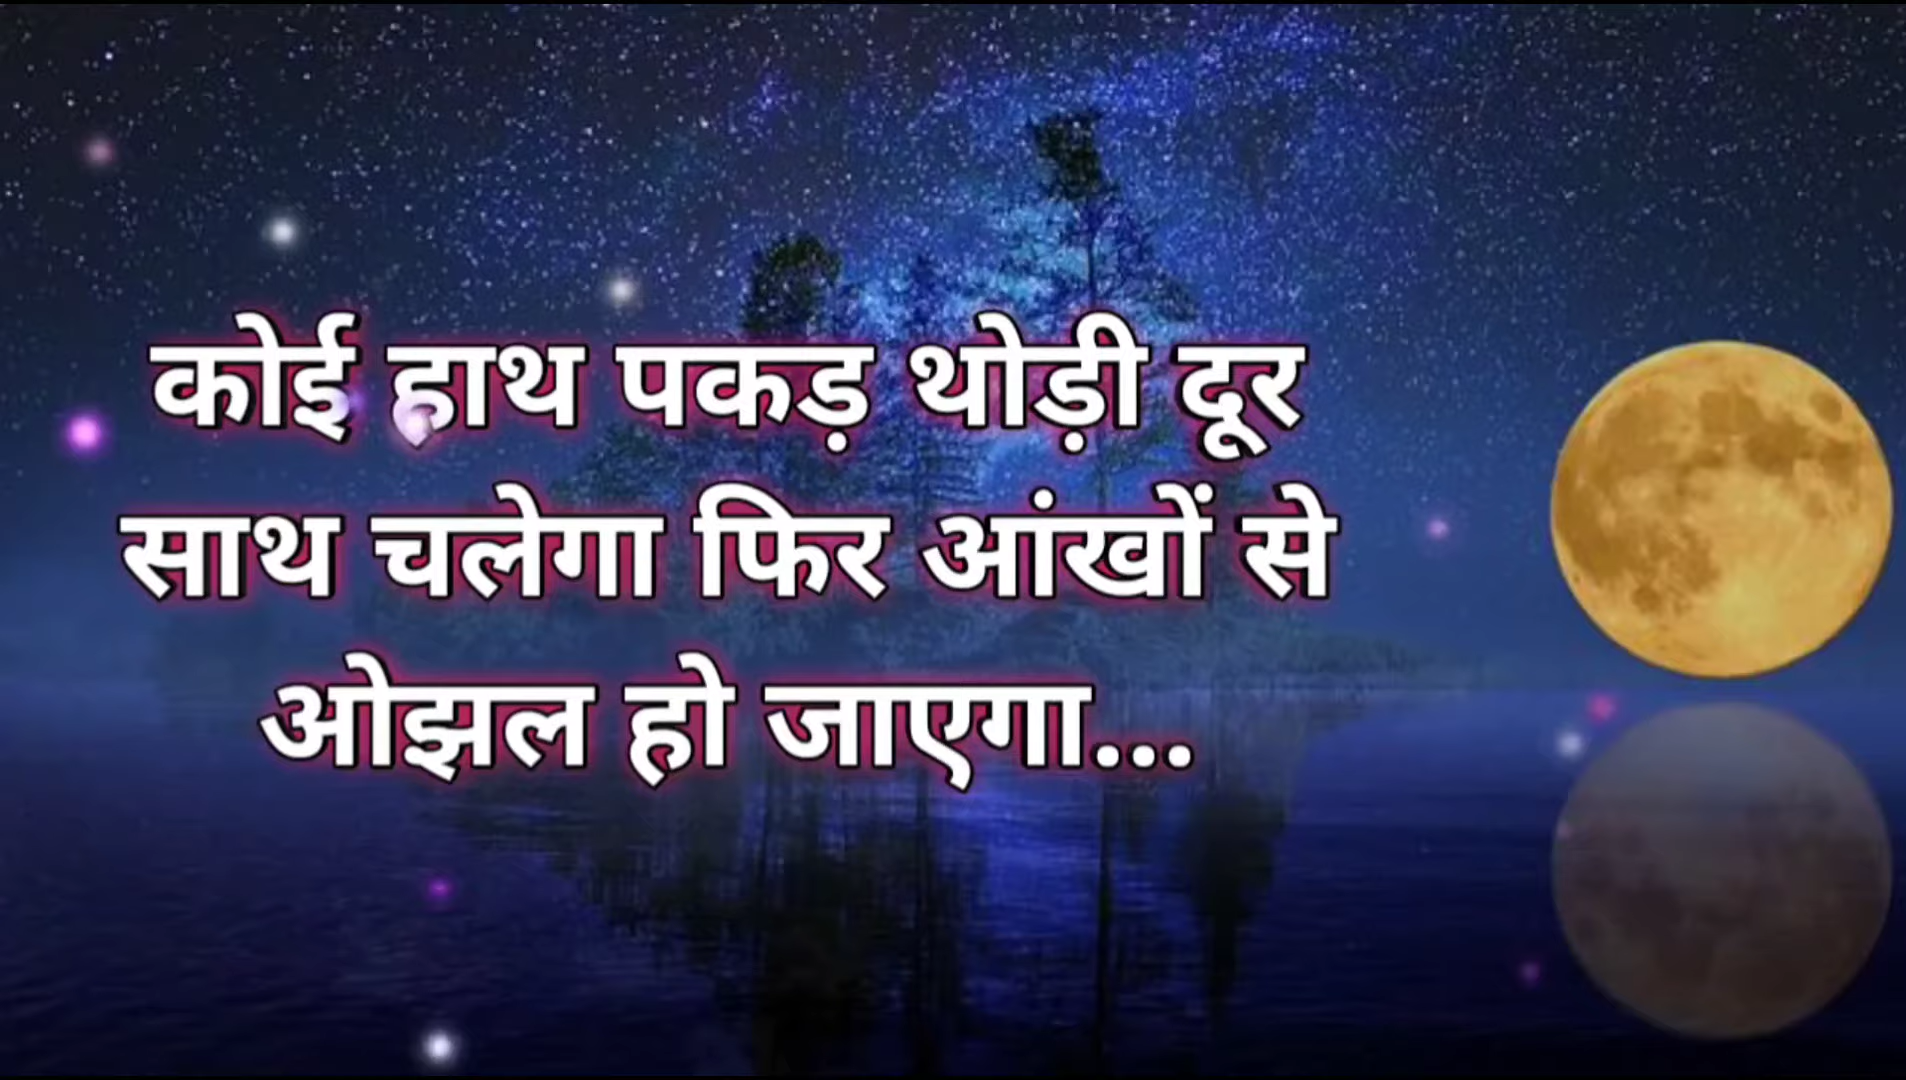 कोई हाथ पकड़ थोड़ी दूर
साथ चलेगा फिर आंखों से
ओझल हो जाएगा...